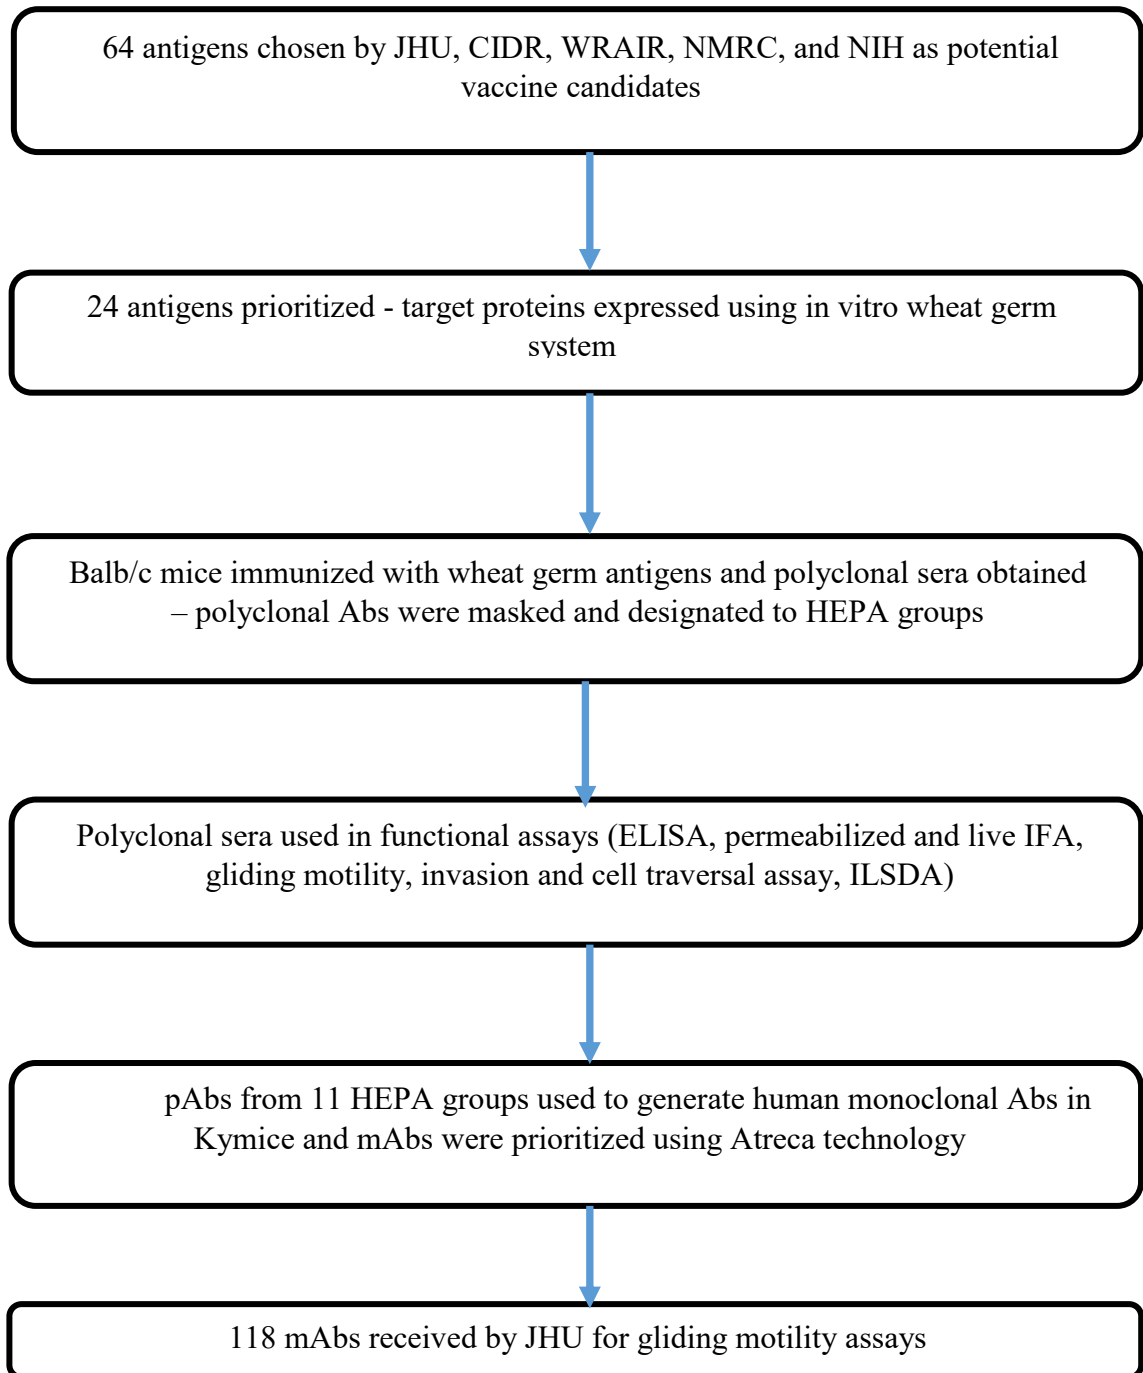 64 antigens chosen by JHU, CIDR, WRAIR, NMRC, and NIH as potential
vaccine candidates
24 antigens prioritized - target proteins expressed using in vitro wheat germ
system
Balb/c mice immunized with wheat germ antigens and polyclonal sera obtained
– polyclonal Abs were masked and designated to HEPA groups
Polyclonal sera used in functional assays (ELISA, permeabilized and live IFA,
gliding motility, invasion and cell traversal assay, ILSDA)
pAbs from 11 HEPA groups used to generate human monoclonal Abs in
Kymice and mAbs were prioritized using Atreca technology
118 mAbs received by JHU for gliding motility assays